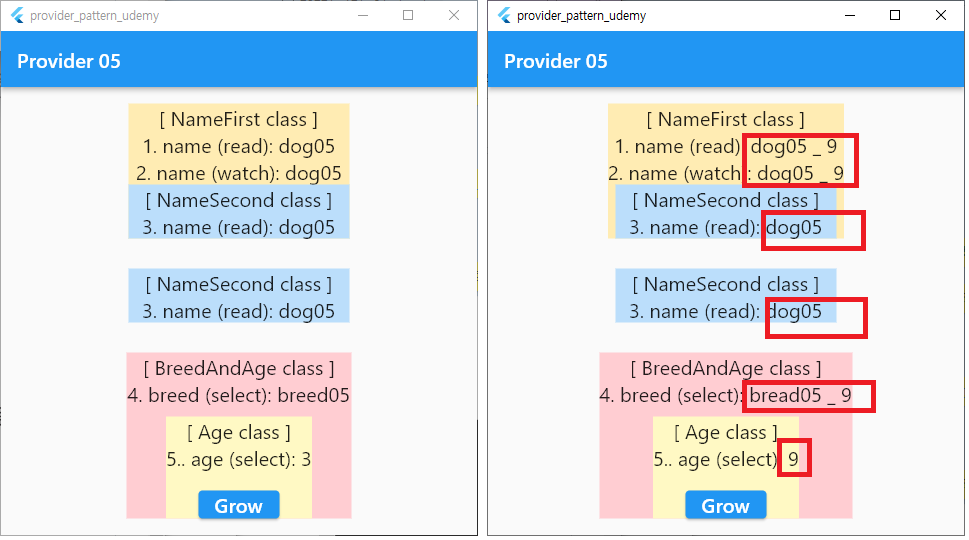 provider_pattern_udemy
Provider 05
[ NameFirst class ]
1. name (read): dog05
2. name (watch): dog05
[ NameSecond class ]
3. name (read): dog05
[ NameSecond class ]
3. name (read): dog05
[ BreedAndAge class ]
4. breed (select): breed05
[ Age class ]
5.. age (select): 3
Grow
provider_pattern_udemy
Provider 05
[ NameFirst class ]
1. name (read): dog05 _ 9
2. name (watch): dog05 _ 9
[ NameSecond class ]
3. name (read): dog05
[ NameSecond class ]
3. name (read): dog05
[ BreedAndAge class ]
4. breed (select): bread05 _ 9
[ Age class ]
5.. age (select): 9
Grow